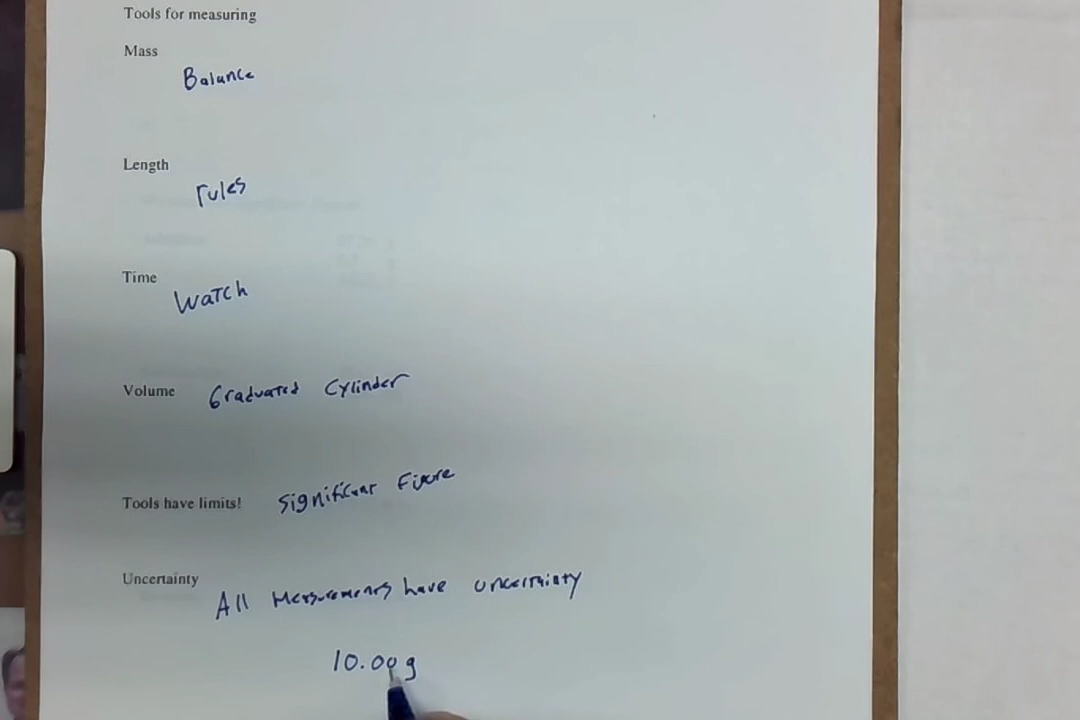 Tools for measuring
Mass
Balance
Length
rules
Time
Watch
Volume Graduated Cylinder
Tools have limits! Significant Figure
Uncertainty All Measurements have uncertainty
10.00g